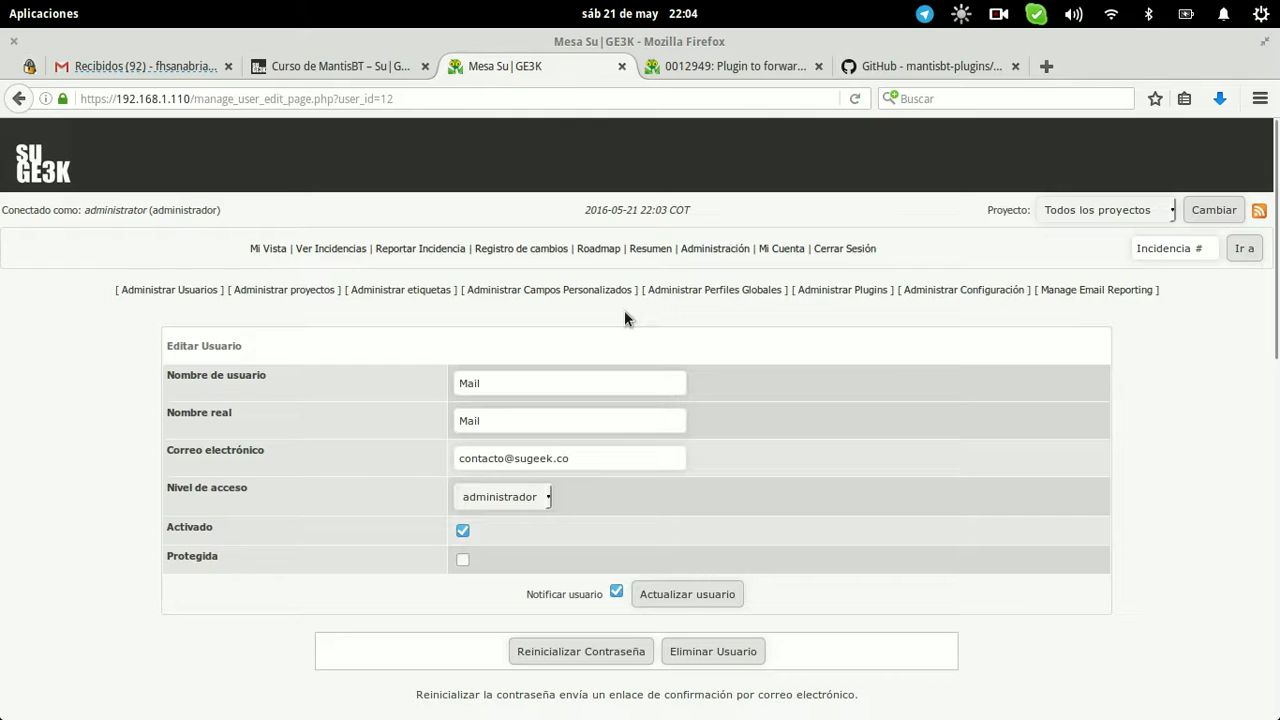 Aplicaciones sáb 21 de may 22:04
Mesa Su|GE3K - Mozilla Firefox
Recibidos (92) - fhsanabria... Curso de MantisBT – Su|G... Mesa Su|GE3K 0012949: Plugin to forwar... GitHub - mantisbt-plugins/...
https://192.168.1.110/manage_user_edit_page.php?user_id=12 Buscar
SU
GE3K
Conectado como: administrator (administrador) 2016-05-21 22:03 COT Proyecto: Todos los proyectos Cambiar
Mi Vista | Ver Incidencias | Reportar Incidencia | Registro de cambios | Roadmap | Resumen | Administración | Mi Cuenta | Cerrar Sesión Incidencia # Ir a
[ Administrar Usuarios ] [ Administrar proyectos ] [ Administrar etiquetas ] [ Administrar Campos Personalizados ] [ Administrar Perfiles Globales ] [ Administrar Plugins ] [ Administrar Configuración ] [ Manage Email Reporting ]
Editar Usuario
Nombre de usuario Mail
Nombre real Mail
Correo electrónico contacto@sugeek.co
Nivel de acceso administrador
Activado
Protegida
Notificar usuario Actualizar usuario
Reinicializar Contraseña Eliminar Usuario
Reinicializar la contraseña envía un enlace de confirmación por correo electrónico.